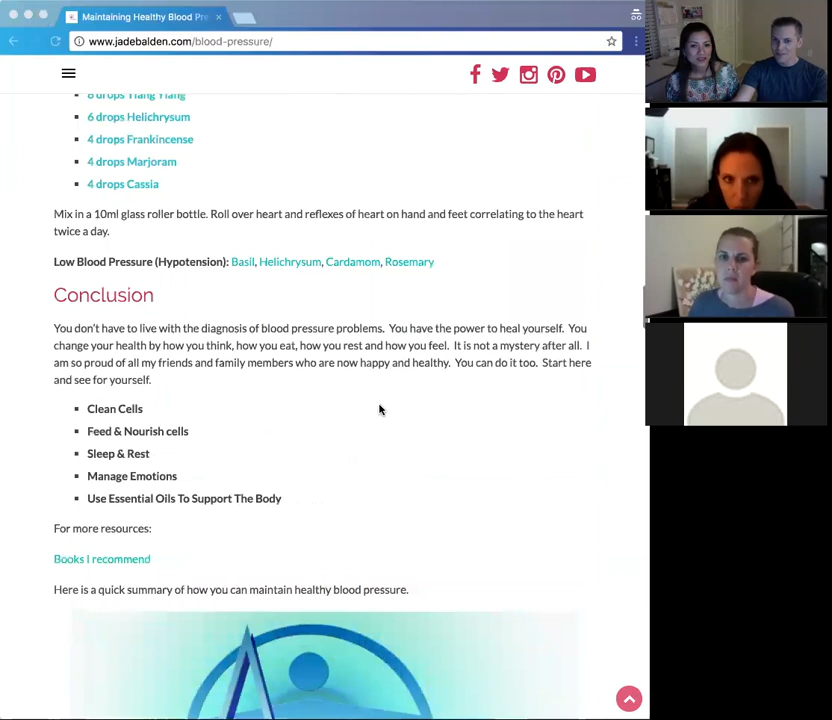 Maintaining Healthy Blood Pre
www.jadebalden.com/blood-pressure/
6 drops Ylang Ylang
6 drops Helichrysum
4 drops Frankincense
4 drops Marjoram
4 drops Cassia
Mix in a 10ml glass roller bottle. Roll over heart and reflexes of heart on hand and feet correlating to the heart
twice a day.
Low Blood Pressure (Hypotension): Basil, Helichrysum, Cardamom, Rosemary
Conclusion
You don't have to live with the diagnosis of blood pressure problems. You have the power to heal yourself. You
change your health by how you think, how you eat, how you rest and how you feel. It is not a mystery after all. I
am so proud of all my friends and family members who are now happy and healthy. You can do it too. Start here
and see for yourself.
Clean Cells
Feed & Nourish cells
Sleep & Rest
Manage Emotions
Use Essential Oils To Support The Body
For more resources:
Books I recommend
Here is a quick summary of how you can maintain healthy blood pressure.